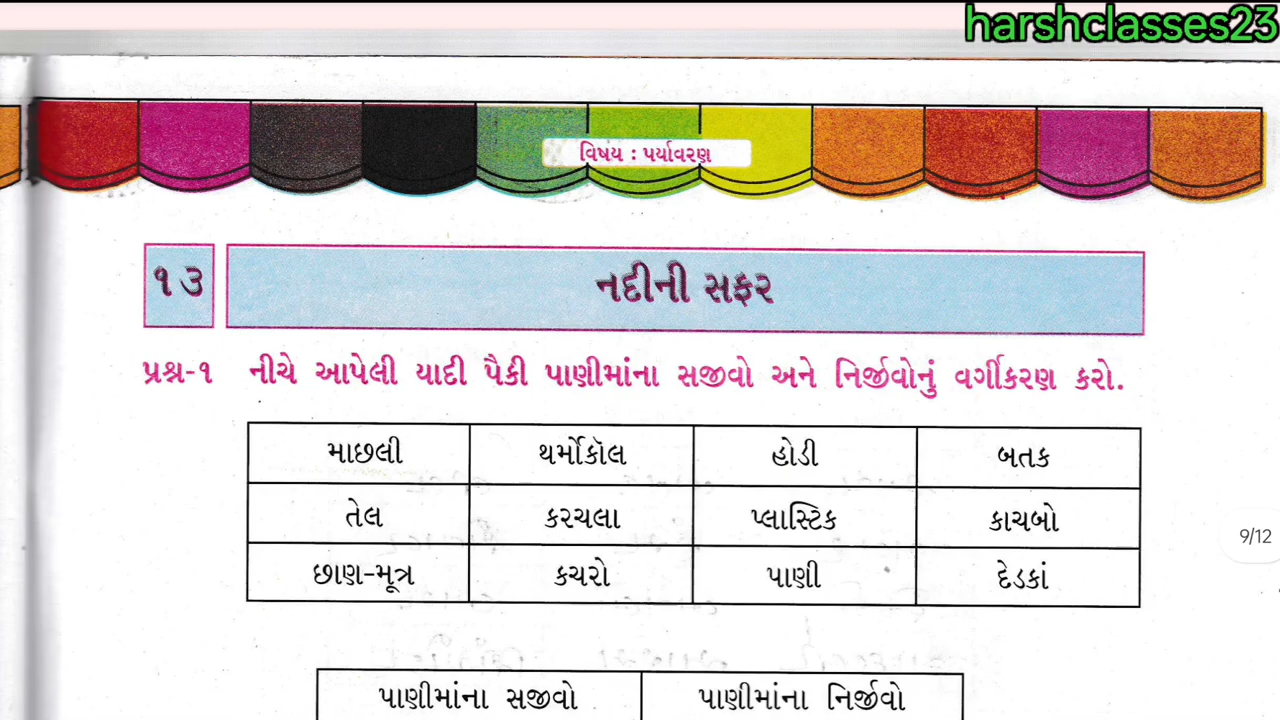 harshclasses23
વિષય : પર્યાવરણ
૧૩
નદીની સફર
પ્રશ્ન-૧ નીચે આપેલી યાદી પૈકી પાણીમાંના સજીવો અને નિર્જીવોનું વર્ગીકરણ કરો.
માછલી થર્મોકૉલ હોડી બતક
તેલ કરચલા પ્લાસ્ટિક કાચબો
છાણ-મૂત્ર કચરો પાણી દેડકાં
9/12
પાણીમાંના સજીવો પાણીમાંના નિર્જીવો